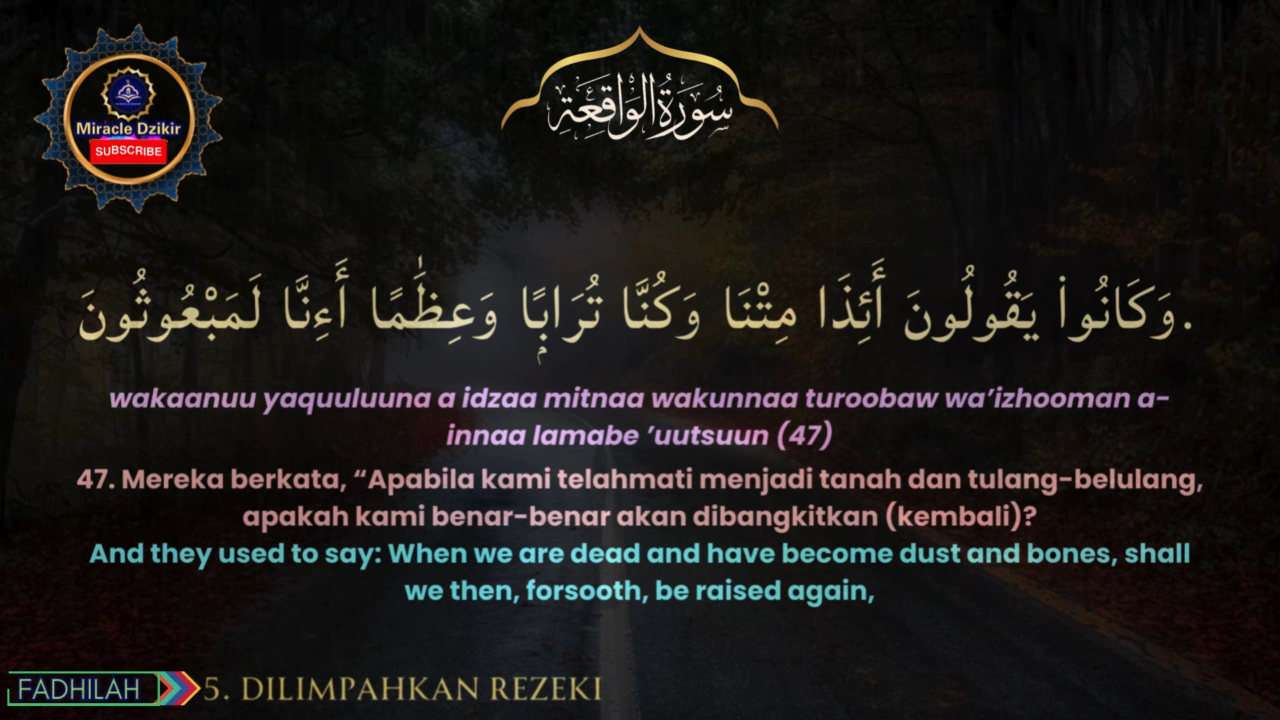 Miracle Dzikir
SUBSCRIBE
سُورَةُ الْوَاقِعَةِ
.وَكَانُوا۟ يَقُولُونَ أَئِذَا مِتْنَا وَكُنَّا تُرَابًۭا وَعِظَٰمًا أَءِنَّا لَمَبْعُوثُونَ
wakaanuu yaquuluuna a idzaa mitnaa wakunnaa turoobaw wa’izhooman a-
innaa lamabe ’uutsuun (47)
47. Mereka berkata, “Apabila kami telahmati menjadi tanah dan tulang-belulang,
apakah kami benar-benar akan dibangkitkan (kembali)?
And they used to say: When we are dead and have become dust and bones, shall
we then, forsooth, be raised again,
FADHILAH 5. DILIMPAHKAN REZEKI